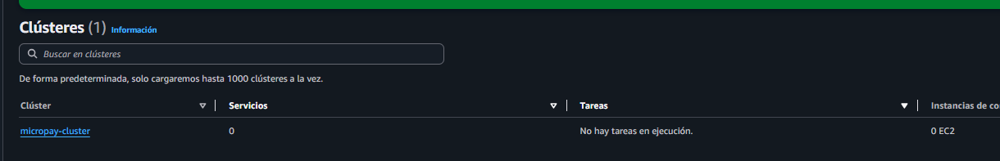 Clústeres (1) Información
Buscar en clústeres
De forma predeterminada, solo cargaremos hasta 1000 clústeres a la vez.
Clúster Servicios Tareas Instancias de
micropay-cluster 0 No hay tareas en ejecución. 0 EC2